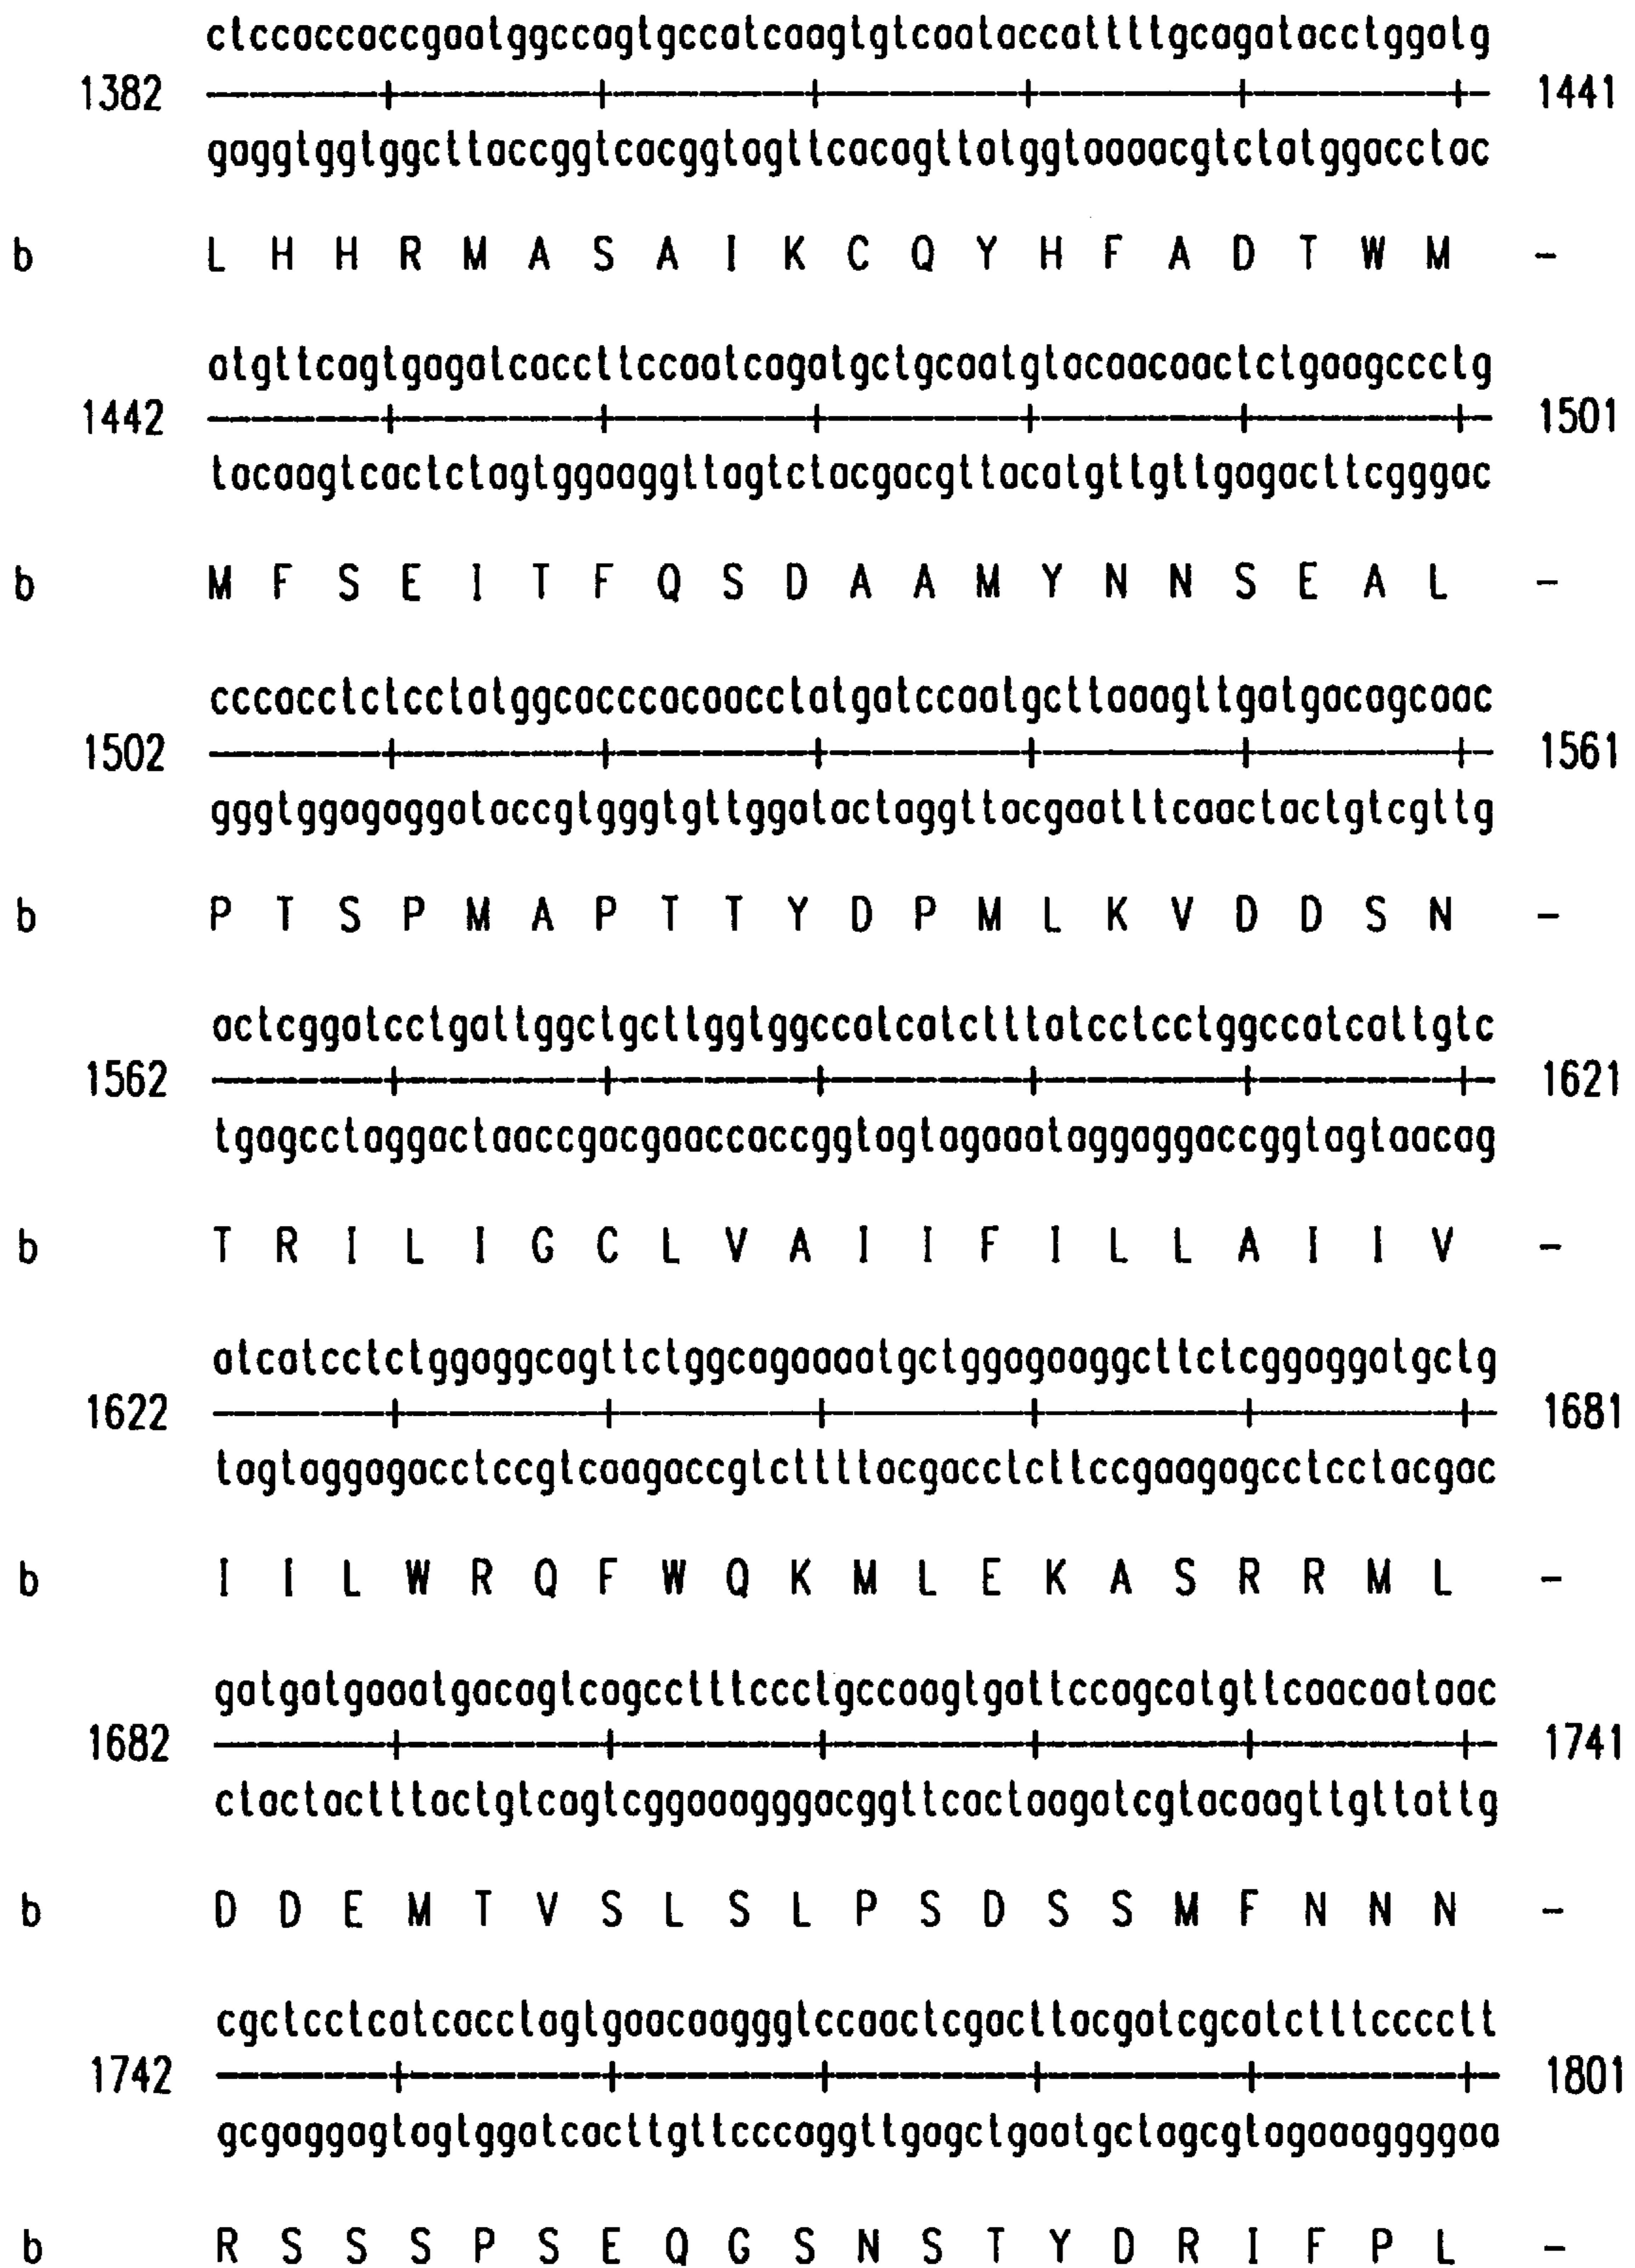 ctccaccaccgaatggccagtgccatcaagtgtcaataccattttgcagatacctggatg
1382 ------------+---------+---------+---------+---------+---------+- 1441
gaggtggtggcttaccggtcacggtagttcacagttatggtaaaacgtctatggacctac
b L H H R M A S A I K C Q Y H F A D T W M -
atgttcagtgagatcaccttccaatcagatgctgcaatgtacaacaactctgaagccctg
1442 ------------+---------+---------+---------+---------+---------+- 1501
tacaagtcactctagtggaaggttagtctacgacgttacatgttgttgagacttcgggac
b M F S E I T F Q S D A A M Y N N S E A L -
cccacctctcctatggcacccacaacctatgatccaatgcttaaagttgatgacagcaac
1502 ------------+---------+---------+---------+---------+---------+- 1561
gggtggagaggataccgtgggtgttggatactaggttacgaatttcaactactgtcgttg
b P T S P M A P T T Y D P M L K V D D S N -
actcggatcctgattggctgcttggtggccatcatctttatcctcctggccatcattgtc
1562 ------------+---------+---------+---------+---------+---------+- 1621
tgagcctaggactaaccgacgaaccaccggtagtagaaataggaggaccggtagtaacag
b T R I L I G C L V A I I F I L L A I I V -
atcatcctctggaggcagttctggcagaaaatgctggagaaggcttctcggaggatgctg
1622 ------------+---------+---------+---------+---------+---------+- 1681
tagtaggagacctccgtcaagaccgtcttttacgacctcttccgaagagcctcctacgac
b I I L W R Q F W Q K M L E K A S R R M L -
gatgatgaaatgacagtcagcctttccctgccaagtgattccagcatgttcaacaataac
1682 ------------+---------+---------+---------+---------+---------+- 1741
ctactactttactgtcagtcggaaagggacggttcactaagatcgtacaagttgttattg
b D D E M T V S L S L P S D S S M F N N N -
cgctcctcatcacctagtgaacaagggtccaactcgacttacgatcgcatctttcccctt
1742 ------------+---------+---------+---------+---------+---------+- 1801
gcgaggagtagtggatcacttgttcccaggttgagctgaatgctagcgtagaaaggggaa
b R S S S P S E Q G S N S T Y D R I F P L -